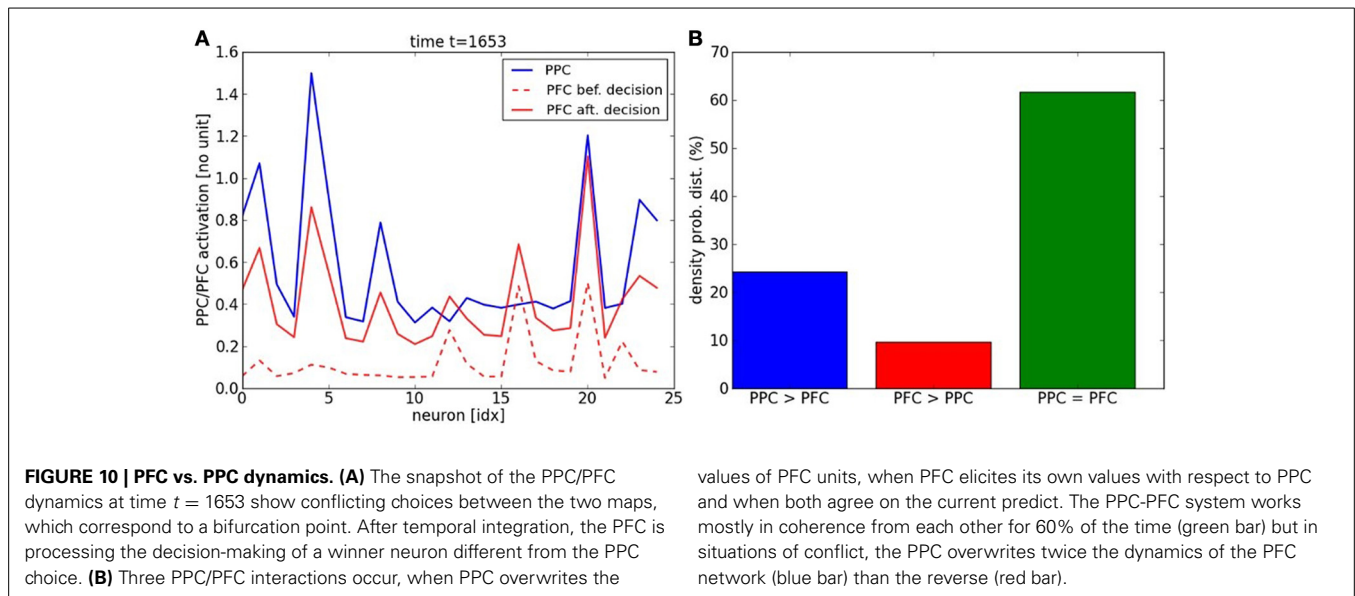 A
time t=1653
1.6
1.4
1.2
1.0
0.8
0.6
0.4
0.2
0.0
PPC/PFC activation [no unit]
PPC
PFC bef. decision
PFC aft. decision
0 5 10 15 20 25
neuron [idx]
B
70
60
50
40
30
20
10
0
density prob. dist. (%)
PPC > PFC PFC > PPC PPC = PFC
FIGURE 10 | PFC vs. PPC dynamics. (A) The snapshot of the PPC/PFC
dynamics at time t = 1653 show conflicting choices between the two maps,
which correspond to a bifurcation point. After temporal integration, the PFC is
processing the decision-making of a winner neuron different from the PPC
choice. (B) Three PPC/PFC interactions occur, when PPC overwrites the
values of PFC units, when PFC elicites its own values with respect to PPC
and when both agree on the current predict. The PPC-PFC system works
mostly in coherence from each other for 60% of the time (green bar) but in
situations of conflict, the PPC overwrites twice the dynamics of the PFC
network (blue bar) than the reverse (red bar).